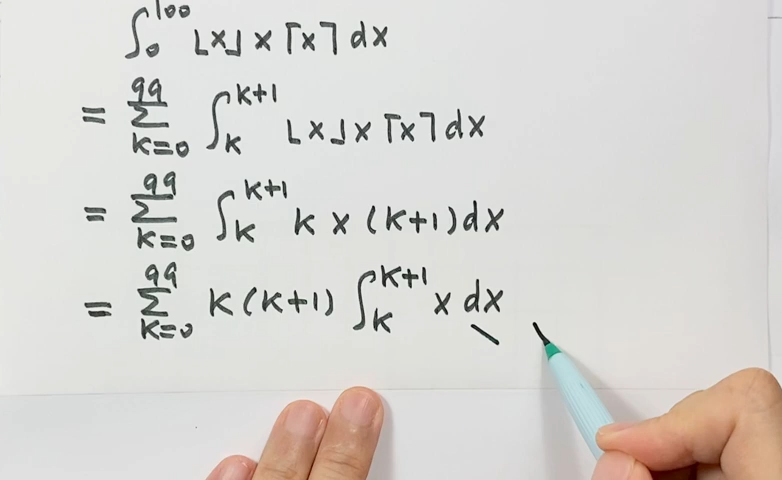 ∫₀¹⁰⁰ ⌊x⌋ x ⌈x⌉ dx
= Σ_{k=0}^{99} ∫_k^{k+1} ⌊x⌋ x ⌈x⌉ dx
= Σ_{k=0}^{99} ∫_k^{k+1} k x (k+1) dx
= Σ_{k=0}^{99} k(k+1) ∫_k^{k+1} x dx